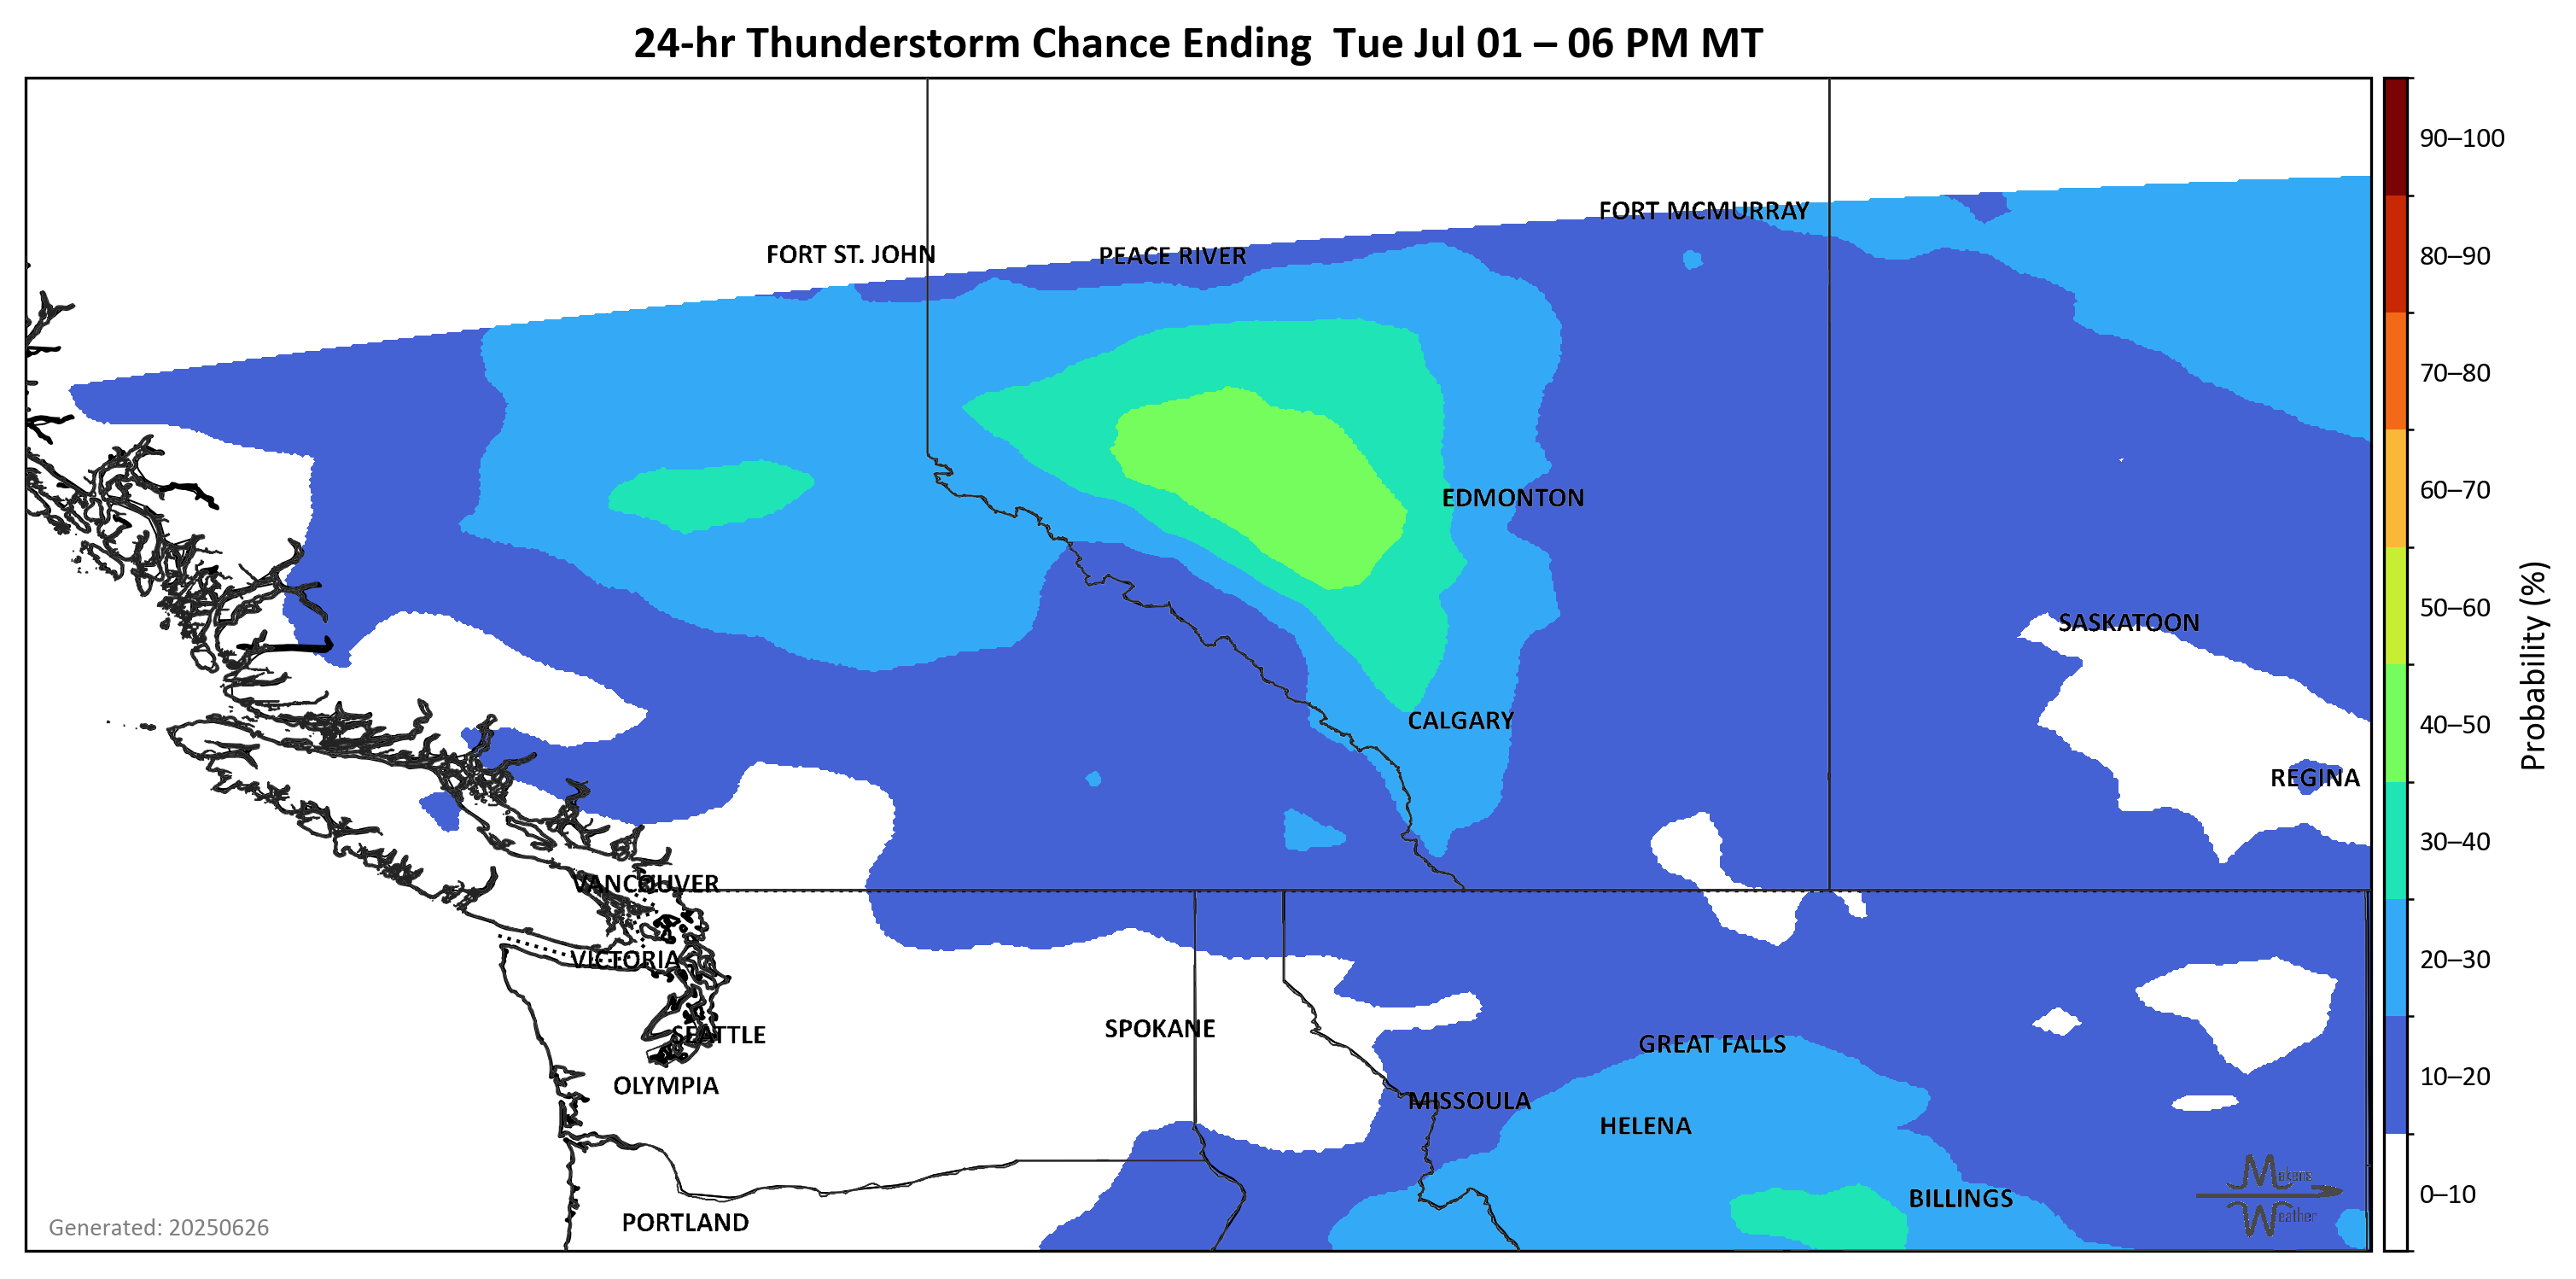 24-hr Thunderstorm Chance Ending  Tue Jul 01 – 06 PM MT
90–100
80–90
70–80
60–70
50–60
40–50
30–40
20–30
10–20
0–10
Probability (%)
FORT MCMURRAY
FORT ST. JOHN
PEACE RIVER
EDMONTON
SASKATOON
CALGARY
REGINA
VANCOUVER
VICTORIA
SEATTLE
SPOKANE
GREAT FALLS
OLYMPIA
MISSOULA
HELENA
BILLINGS
PORTLAND
Mekens
Weather
Generated: 20250626